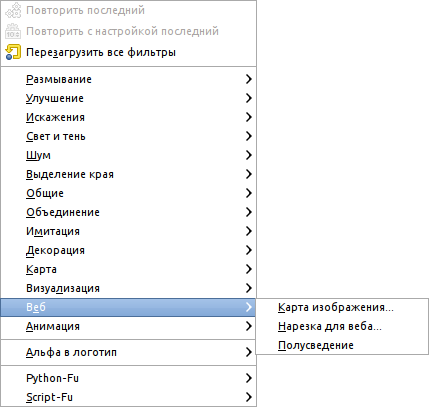 Повторить последний
Повторить с настройкой последний
Перезагрузить все фильтры
Размывание
Улучшение
Искажения
Свет и тень
Шум
Выделение края
Общие
Объединение
Имитация
Декорация
Карта
Визуализация
Веб
Анимация
Альфа в логотип
Python-Fu
Script-Fu
Карта изображения...
Нарезка для веба...
Полусведение